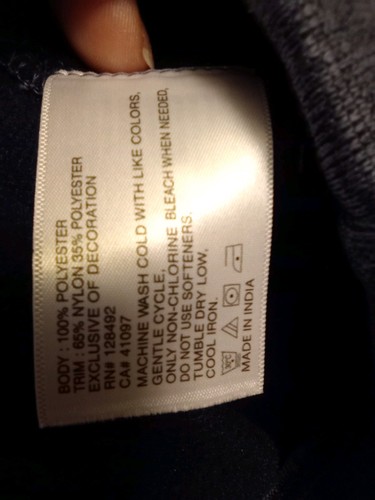 BODY : 100% POLYESTER
TRIM : 65% NYLON 35% POLYESTER
EXCLUSIVE OF DECORATION
RN# 128492
CA# 41097
MACHINE WASH COLD WITH LIKE COLORS,
GENTLE CYCLE,
ONLY NON-CHLORINE BLEACH WHEN NEEDED,
DO NOT USE SOFTENERS.
TUMBLE DRY LOW,
COOL IRON.
MADE IN INDIA